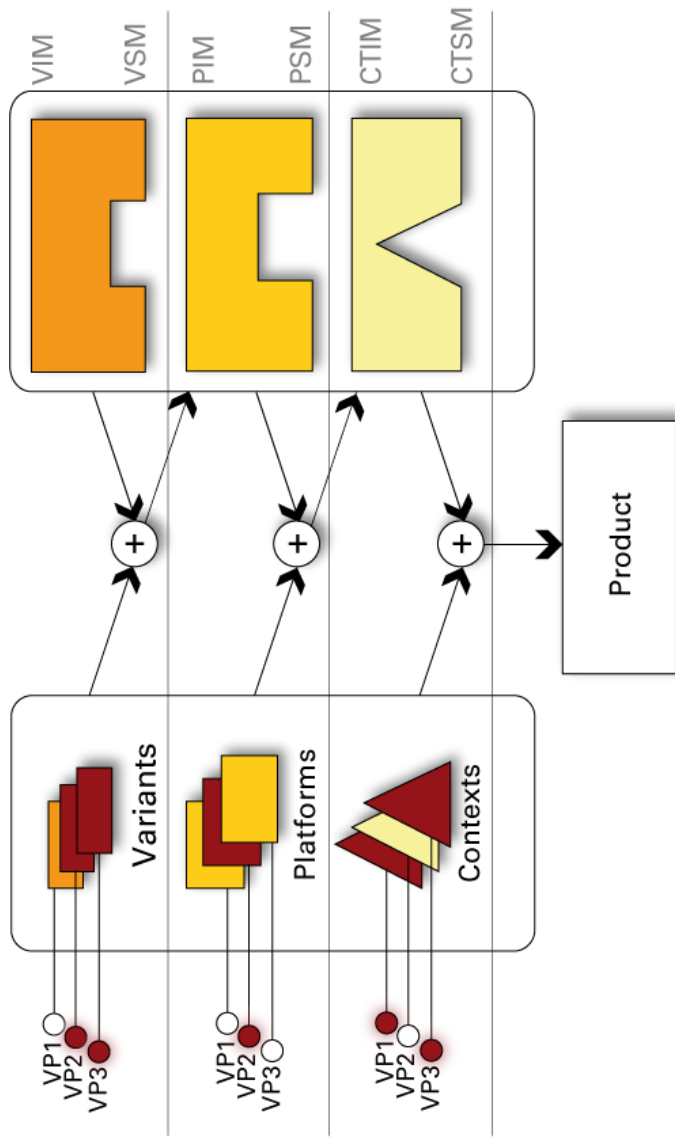 VIM
VSM
PIM
PSM
CTIM
CTSM
+
+
+
Product
Variants
Platforms
Contexts
VP1
VP2
VP3
VP1
VP2
VP3
VP1
VP2
VP3